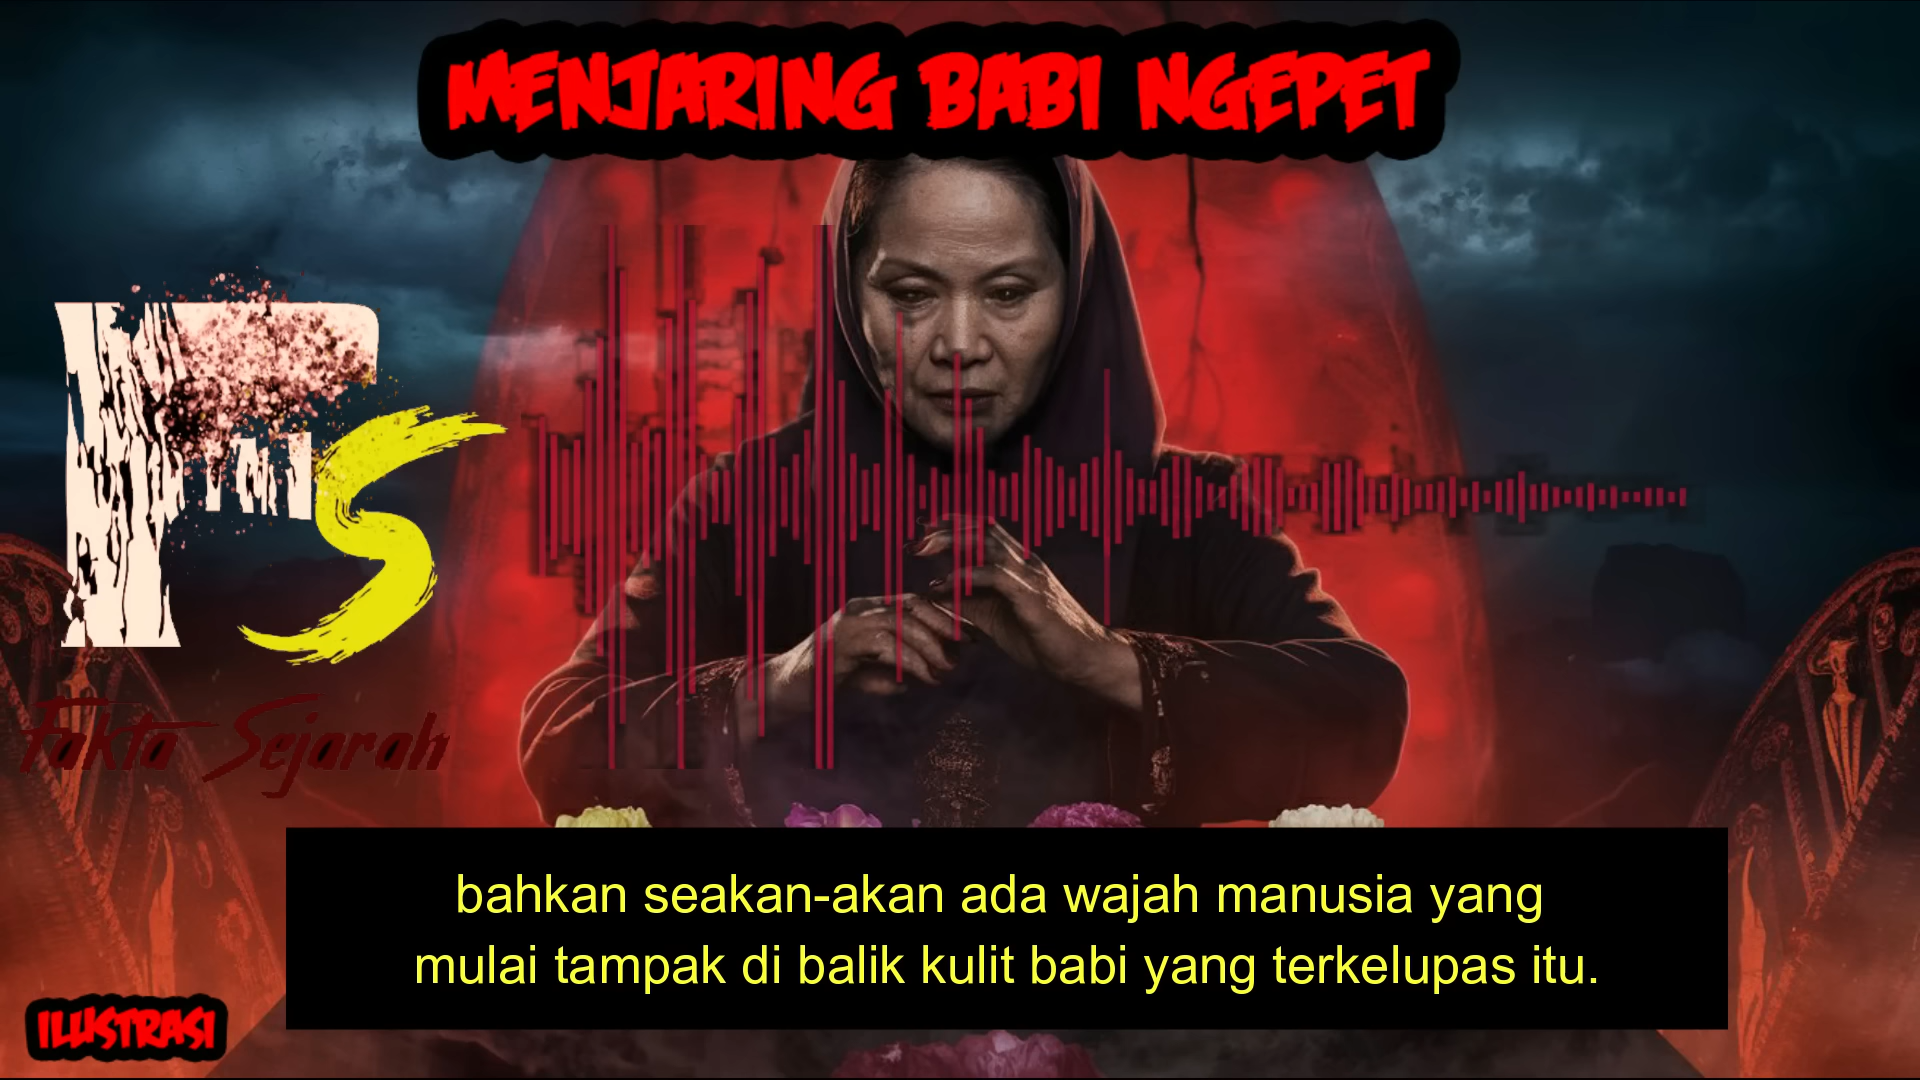 MENJARING BABI NGEPET
FS
Fakta Sejarah
bahkan seakan-akan ada wajah manusia yang
mulai tampak di balik kulit babi yang terkelupas itu.
ILUSTRASI